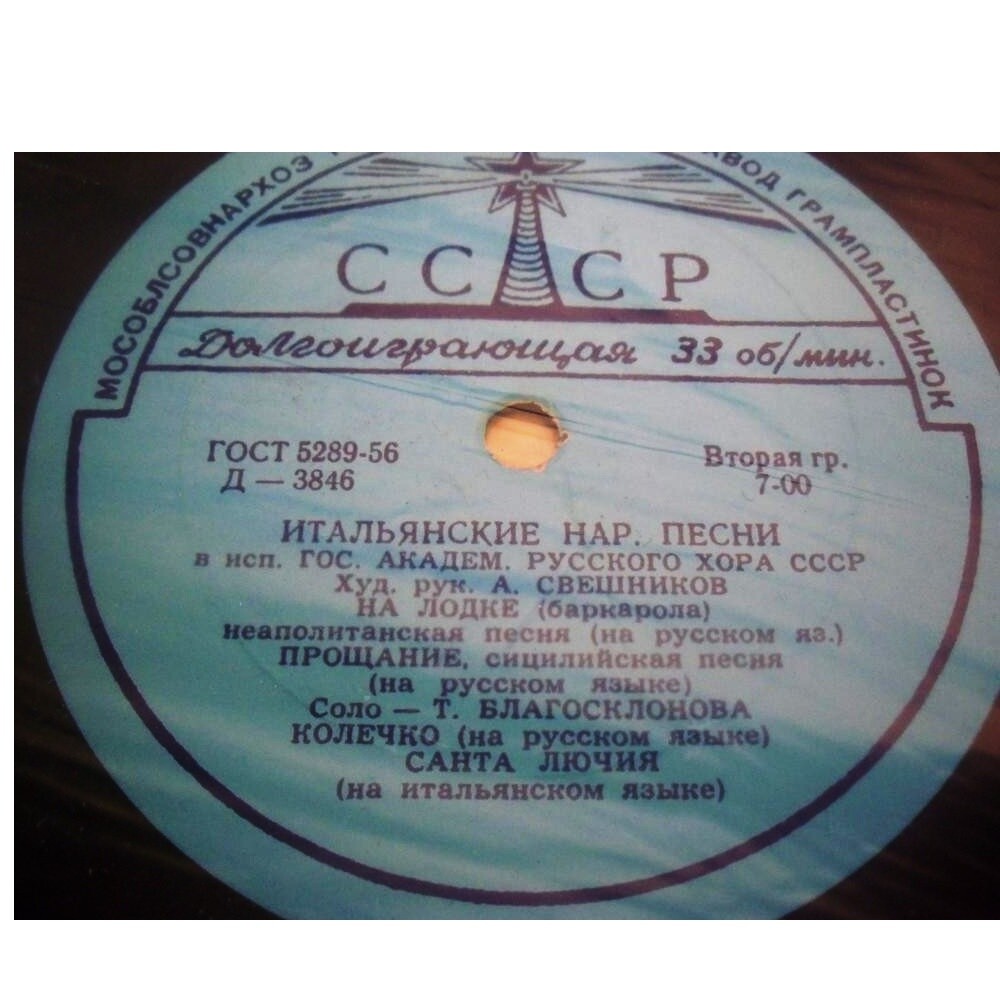 МОСОБЛСОВНАРХОЗ
ЗАВОД ГРАМПЛАСТИНОК
СССР
Долгоиграющая 33 об/мин.
ГОСТ 5289-56
Д — 3846
Вторая гр.
7-00
ИТАЛЬЯНСКИЕ НАР. ПЕСНИ
в исп. ГОС. АКАДЕМ. РУССКОГО ХОРА СССР
Худ. рук. А. СВЕШНИКОВ
НА ЛОДКЕ (баркарола)
неаполитанская песня (на русском яз.)
ПРОЩАНИЕ, сицилийская песня
(на русском языке)
Соло — Т. БЛАГОСКЛОНОВА
КОЛЕЧКО (на русском языке)
САНТА ЛЮЧИЯ
(на итальянском языке)